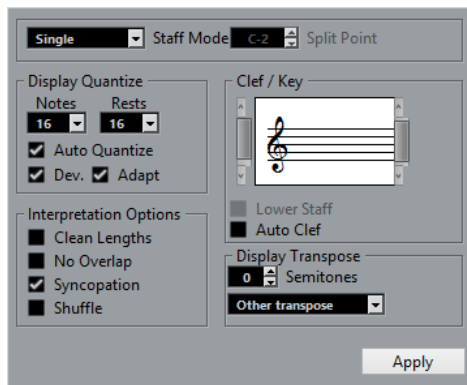 Single Staff Mode C-2 Split Point
Display Quantize
Notes Rests
16 16
Auto Quantize
Dev. Adapt
Interpretation Options
Clean Lengths
No Overlap
Syncopation
Shuffle
Clef / Key
Lower Staff
Auto Clef
Display Transpose
0 Semitones
Other transpose
Apply